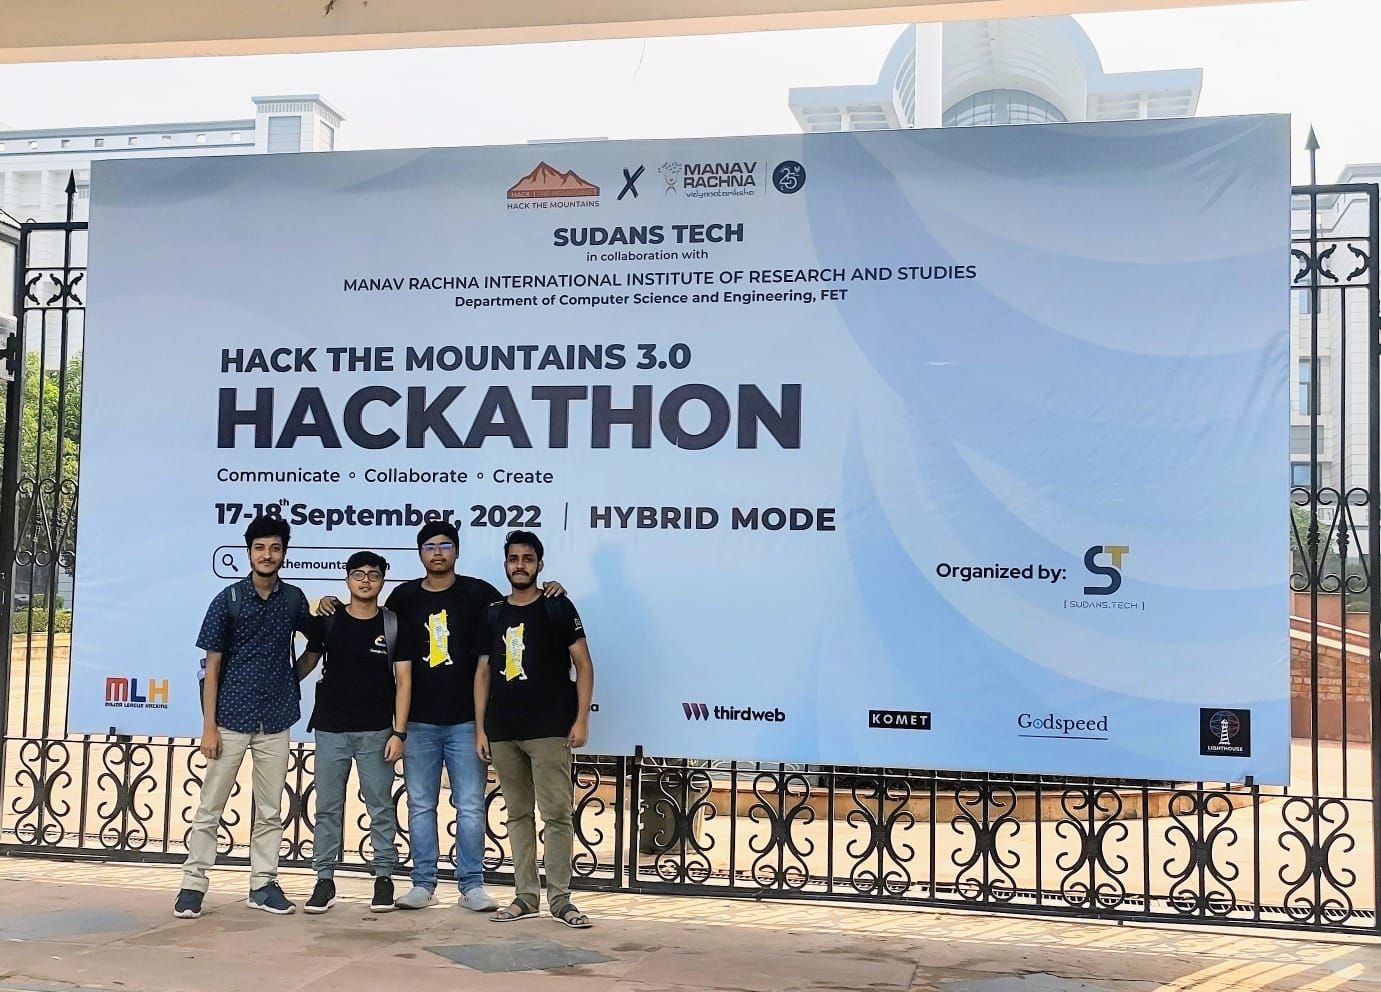 HACK THE MOUNTAINS
X
MANAV
RACHNA
vidyanatariksha
25
SUDANS TECH
in collaboration with
MANAV RACHNA INTERNATIONAL INSTITUTE OF RESEARCH AND STUDIES
Department of Computer Science and Engineering, FET
HACK THE MOUNTAINS 3.0
HACKATHON
Communicate ∘ Collaborate ∘ Create
17-18th September, 2022 | HYBRID MODE
Organized by:
ST
[ SUDANS.TECH ]
MLH
MAJOR LEAGUE HACKING
thirdweb
KOMET
Godspeed
LIGHTHOUSE